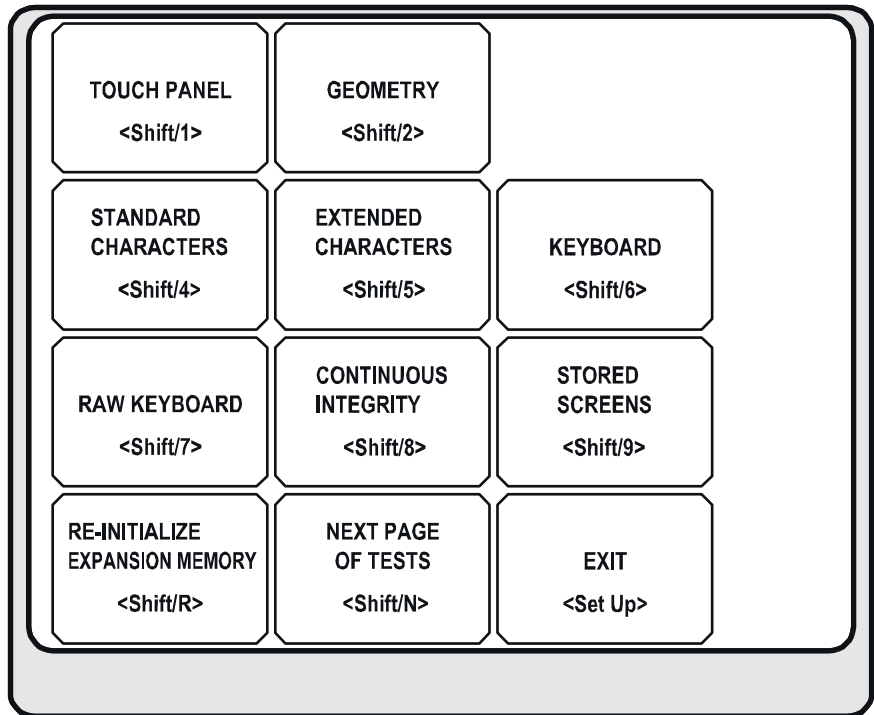 TOUCH PANEL
<Shift/1>
GEOMETRY
<Shift/2>
STANDARD
CHARACTERS
<Shift/4>
EXTENDED
CHARACTERS
<Shift/5>
KEYBOARD
<Shift/6>
RAW KEYBOARD
<Shift/7>
CONTINUOUS
INTEGRITY
<Shift/8>
STORED
SCREENS
<Shift/9>
RE-INITIALIZE
EXPANSION MEMORY
<Shift/R>
NEXT PAGE
OF TESTS
<Shift/N>
EXIT
<Set Up>